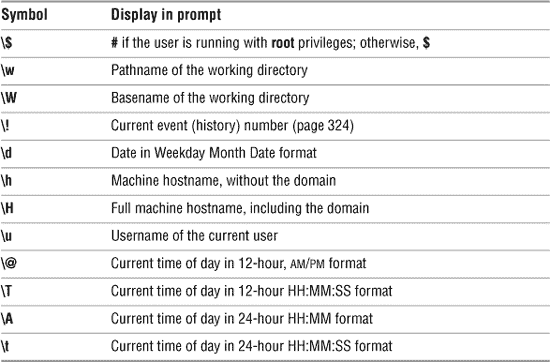 Symbol Display in prompt
\$ # if the user is running with root privileges; otherwise, $
\w Pathname of the working directory
\W Basename of the working directory
\! Current event (history) number (page 324)
\d Date in Weekday Month Date format
\h Machine hostname, without the domain
\H Full machine hostname, including the domain
\u Username of the current user
\@ Current time of day in 12-hour, AM/PM format
\T Current time of day in 12-hour HH:MM:SS format
\A Current time of day in 24-hour HH:MM format
\t Current time of day in 24-hour HH:MM:SS format